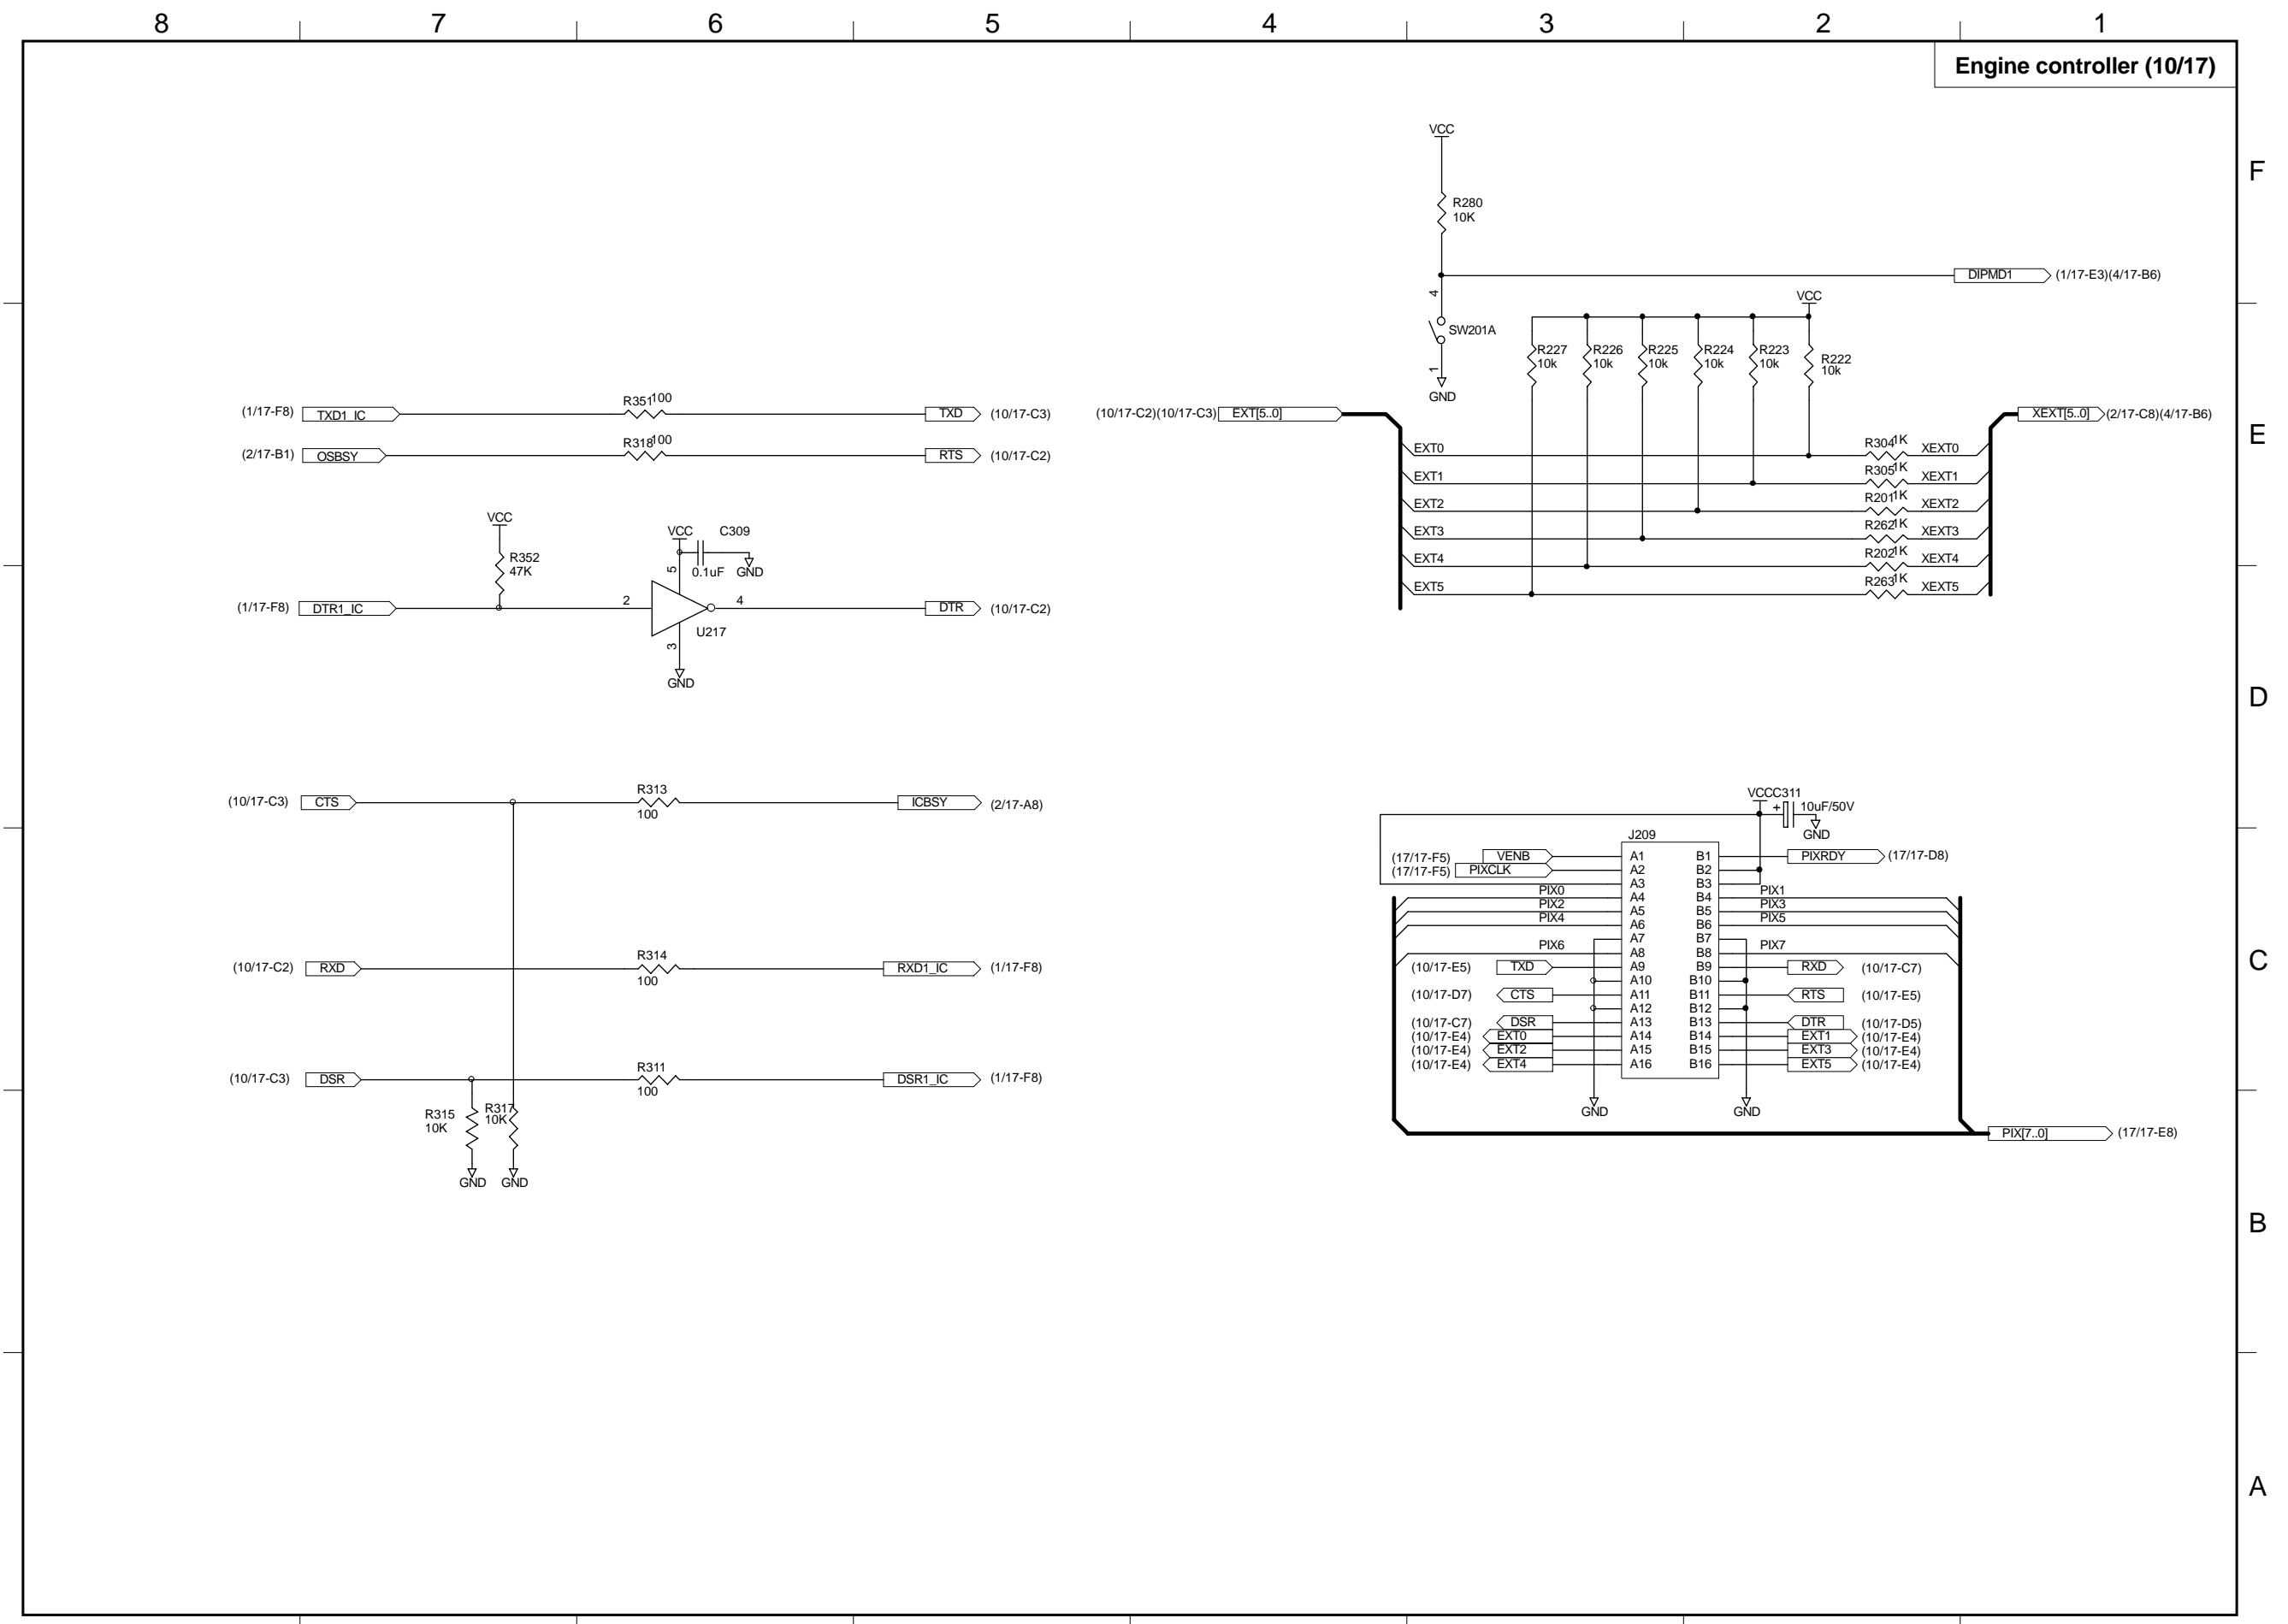 8 7 6 5 4 3 2 1
Engine controller (10/17)
F
E
D
C
B
A
VCC
R280
10K
DIPMD1 (1/17-E3)(4/17-B6)
4
SW201A
1
GND
VCC
R227 10k
R226 10k
R225 10k
R224 10k
R223 10k
R222 10k
(1/17-F8) TXD1_IC R351 100 TXD (10/17-C3)
(2/17-B1) OSBSY R318 100 RTS (10/17-C2)
(10/17-C2)(10/17-C3) EXT[5..0]
XEXT[5..0] (2/17-C8)(4/17-B6)
EXT0 R304 1K XEXT0
EXT1 R305 1K XEXT1
EXT2 R201 1K XEXT2
EXT3 R262 1K XEXT3
EXT4 R202 1K XEXT4
EXT5 R263 1K XEXT5
VCC
R352
47K
VCC C309
0.1uF GND
5
(1/17-F8) DTR1_IC 2 4 DTR (10/17-C2)
U217
3
GND
(10/17-C3) CTS R313 100 ICBSY (2/17-A8)
(10/17-C2) RXD R314 100 RXD1_IC (1/17-F8)
(10/17-C3) DSR R311 100 DSR1_IC (1/17-F8)
R315 10K
R317 10K
GND GND
VCC C311
+ 10uF/50V
GND
J209
(17/17-F5) VENB A1 B1 PIXRDY (17/17-D8)
(17/17-F5) PIXCLK A2 B2
A3 B3
PIX0 A4 B4 PIX1
PIX2 A5 B5 PIX3
PIX4 A6 B6 PIX5
A7 B7
PIX6 A8 B8 PIX7
(10/17-E5) TXD A9 B9 RXD (10/17-C7)
A10 B10
(10/17-D7) CTS A11 B11 RTS (10/17-E5)
A12 B12
(10/17-C7) DSR A13 B13 DTR (10/17-D5)
(10/17-E4) EXT0 A14 B14 EXT1 (10/17-E4)
(10/17-E4) EXT2 A15 B15 EXT3 (10/17-E4)
(10/17-E4) EXT4 A16 B16 EXT5 (10/17-E4)
GND GND
PIX[7..0] (17/17-E8)